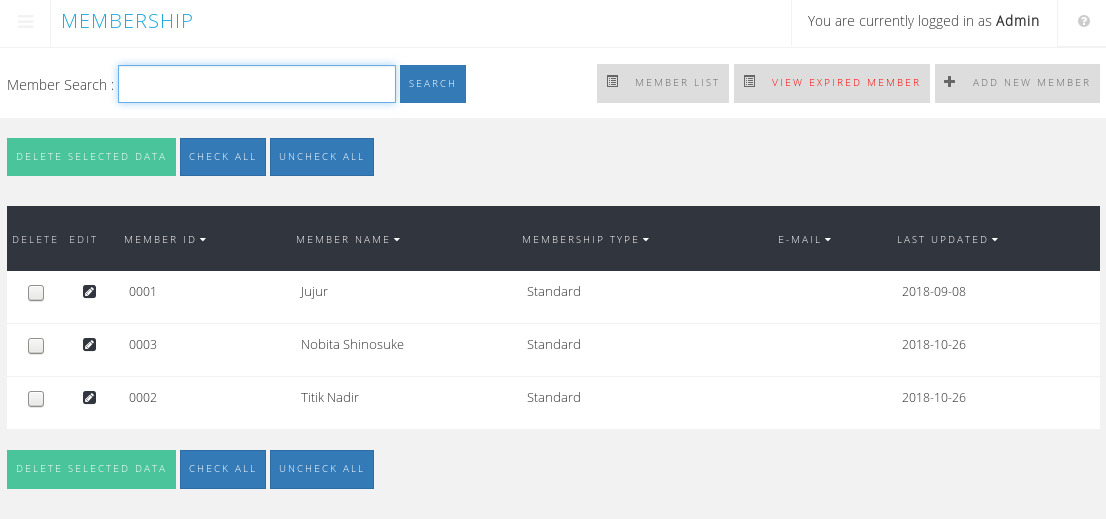 MEMBERSHIP
You are currently logged in as Admin
Member Search :
SEARCH
MEMBER LIST
VIEW EXPIRED MEMBER
ADD NEW MEMBER
DELETE SELECTED DATA
CHECK ALL
UNCHECK ALL
DELETE EDIT MEMBER ID MEMBER NAME MEMBERSHIP TYPE E-MAIL LAST UPDATED
0001 Jujur Standard 2018-09-08
0003 Nobita Shinosuke Standard 2018-10-26
0002 Titik Nadir Standard 2018-10-26
DELETE SELECTED DATA
CHECK ALL
UNCHECK ALL